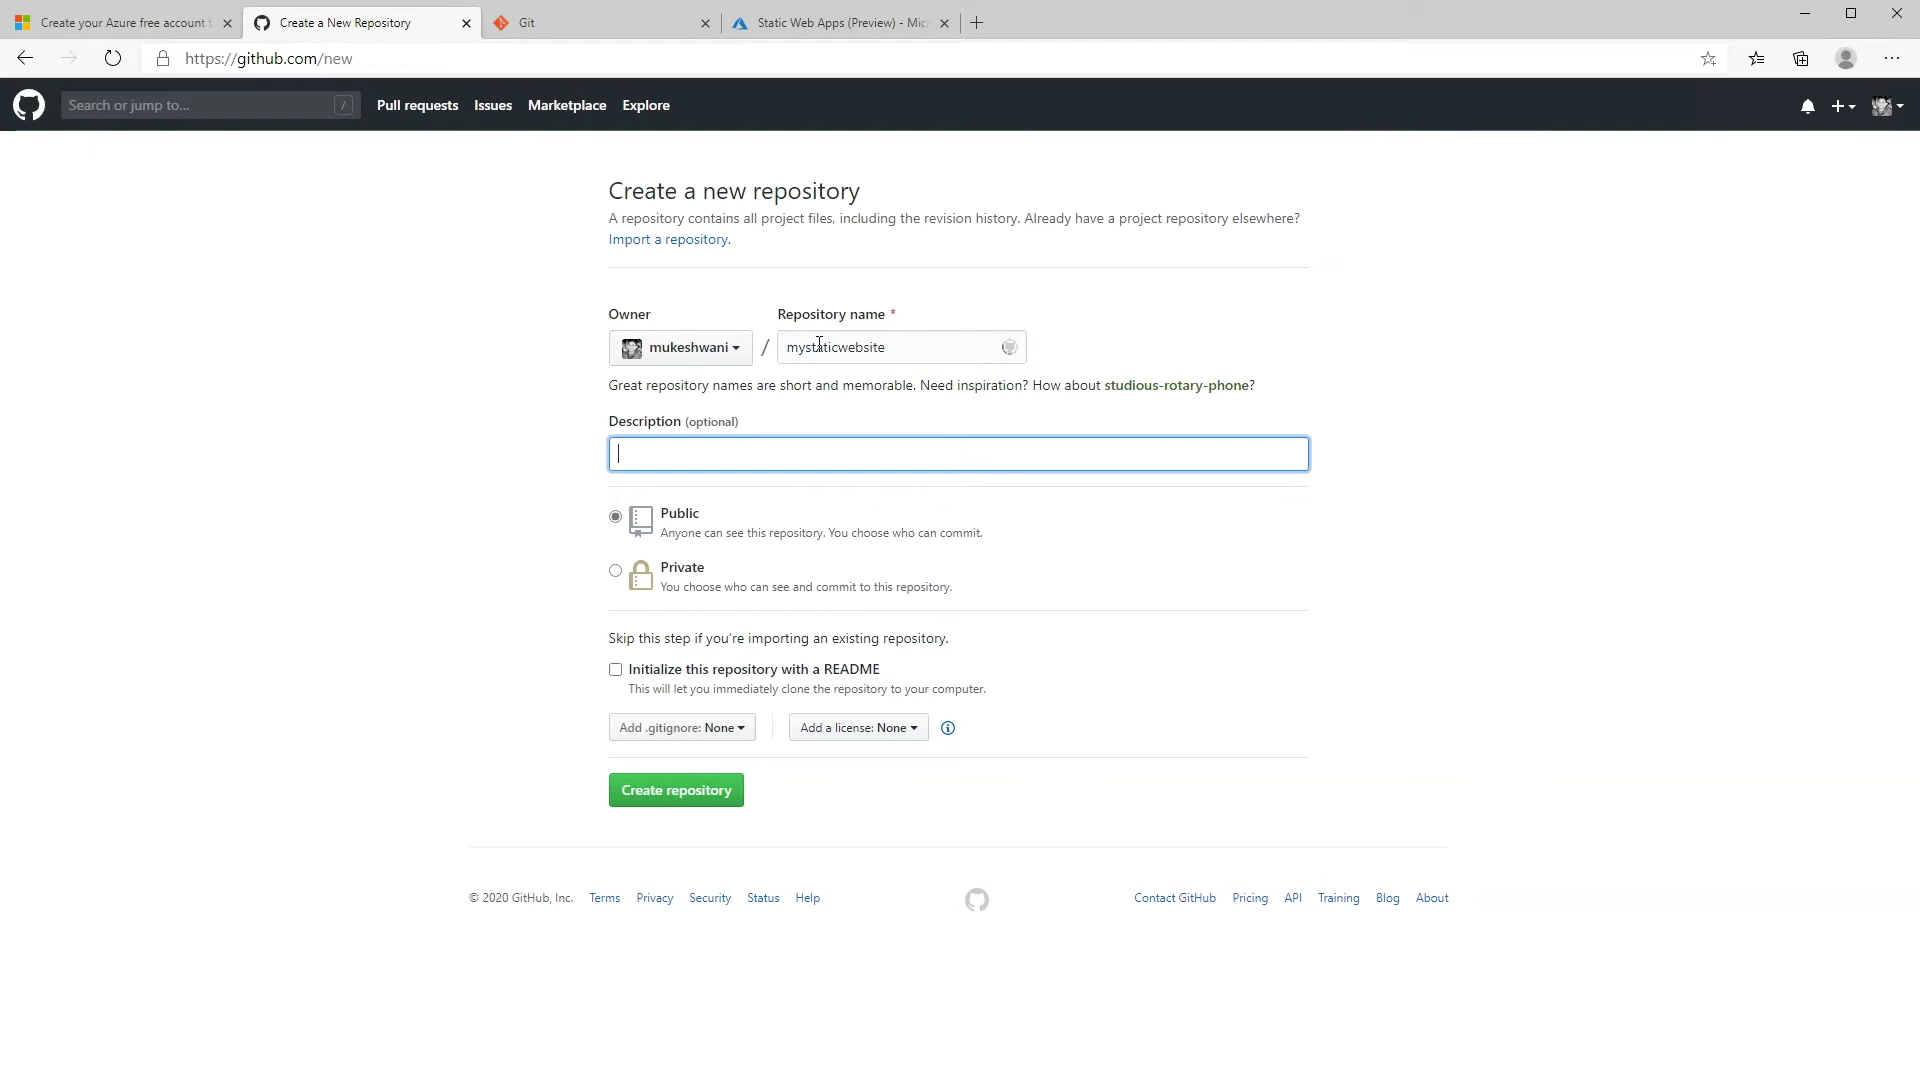 Create your Azure free account t
Create a New Repository
Git
Static Web Apps (Preview) - Micr
https://github.com/new
Search or jump to...
/
Pull requests
Issues
Marketplace
Explore
Create a new repository
A repository contains all project files, including the revision history. Already have a project repository elsewhere?
Import a repository.
Owner
Repository name *
mukeshwani
/
mystaticwebsite
Great repository names are short and memorable. Need inspiration? How about studious-rotary-phone?
Description (optional)
Public
Anyone can see this repository. You choose who can commit.
Private
You choose who can see and commit to this repository.
Skip this step if you're importing an existing repository.
Initialize this repository with a README
This will let you immediately clone the repository to your computer.
Add .gitignore: None
Add a license: None
Create repository
© 2020 GitHub, Inc.
Terms
Privacy
Security
Status
Help
Contact GitHub
Pricing
API
Training
Blog
About